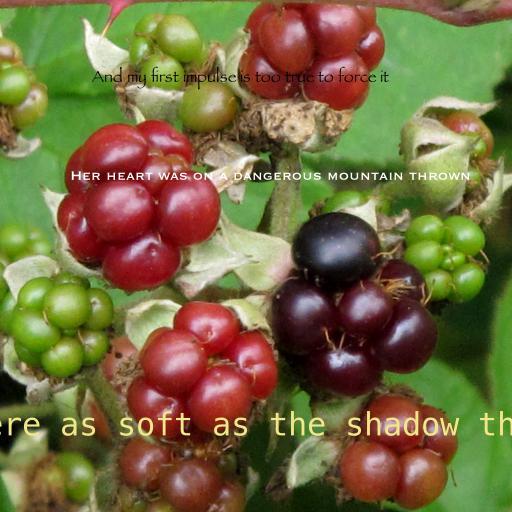 And my first impulse is too true to force it
Her heart was on a dangerous mountain thrown
ere as soft as the shadow th